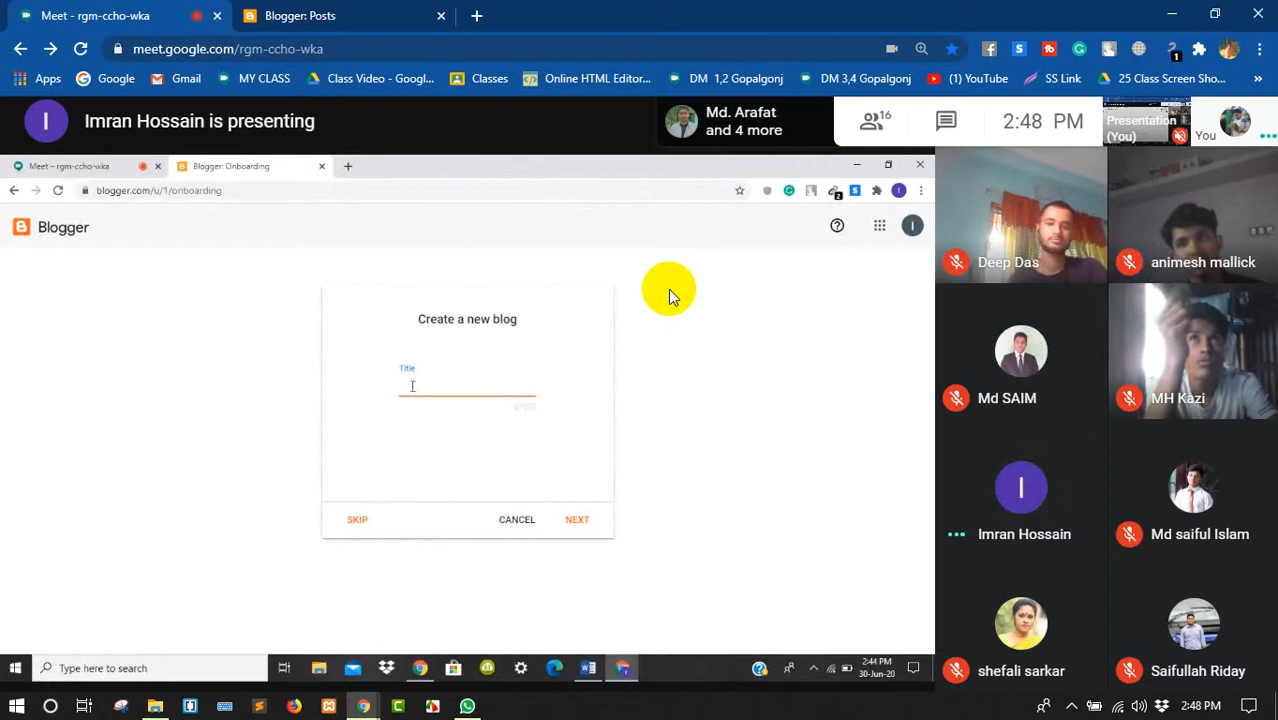 Meet - rgm-ccho-wka
Blogger: Posts
meet.google.com/rgm-ccho-wka
1
Apps
Google
Gmail
MY CLASS
Class Video - Googl...
Classes
Online HTML Editor...
DM 1,2 Gopalgonj
DM 3,4 Gopalgonj
(1) YouTube
SS Link
25 Class Screen Sho...
»
I
Imran Hossain is presenting
Md. Arafat
and 4 more
16
2:48 PM
Presentation
(You)
You
Meet – rgm-ccho-wka
Blogger: Onboarding
blogger.com/u/1/onboarding
2
I
Blogger
I
Create a new blog
Title
SKIP
CANCEL
NEXT
Deep Das
animesh mallick
Md SAIM
MH Kazi
I
Imran Hossain
Md saiful Islam
shefali sarkar
Saifullah Riday
Type here to search
2:44 PM
30-Jun-20
2:48 PM